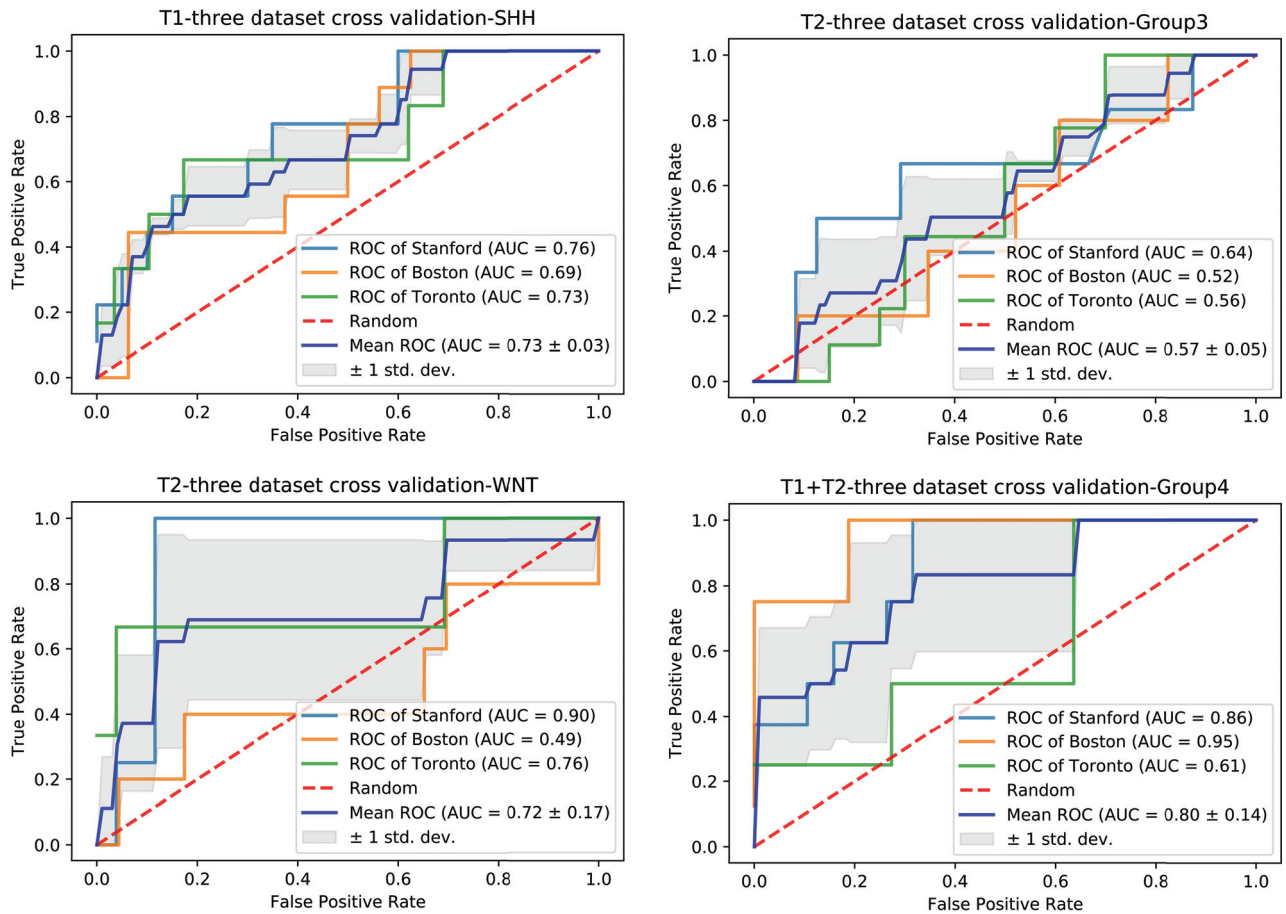 T1-three dataset cross validation-SHH
True Positive Rate
1.0
0.8
0.6
0.4
0.2
0.0
ROC of Stanford (AUC = 0.76)
ROC of Boston (AUC = 0.69)
ROC of Toronto (AUC = 0.73)
Random
Mean ROC (AUC = 0.73 ± 0.03)
± 1 std. dev.
0.0 0.2 0.4 0.6 0.8 1.0
False Positive Rate
T2-three dataset cross validation-Group3
True Positive Rate
1.0
0.8
0.6
0.4
0.2
0.0
ROC of Stanford (AUC = 0.64)
ROC of Boston (AUC = 0.52)
ROC of Toronto (AUC = 0.56)
Random
Mean ROC (AUC = 0.57 ± 0.05)
± 1 std. dev.
0.0 0.2 0.4 0.6 0.8 1.0
False Positive Rate
T2-three dataset cross validation-WNT
True Positive Rate
1.0
0.8
0.6
0.4
0.2
0.0
ROC of Stanford (AUC = 0.90)
ROC of Boston (AUC = 0.49)
ROC of Toronto (AUC = 0.76)
Random
Mean ROC (AUC = 0.72 ± 0.17)
± 1 std. dev.
0.0 0.2 0.4 0.6 0.8 1.0
False Positive Rate
T1+T2-three dataset cross validation-Group4
True Positive Rate
1.0
0.8
0.6
0.4
0.2
0.0
ROC of Stanford (AUC = 0.86)
ROC of Boston (AUC = 0.95)
ROC of Toronto (AUC = 0.61)
Random
Mean ROC (AUC = 0.80 ± 0.14)
± 1 std. dev.
0.0 0.2 0.4 0.6 0.8 1.0
False Positive Rate